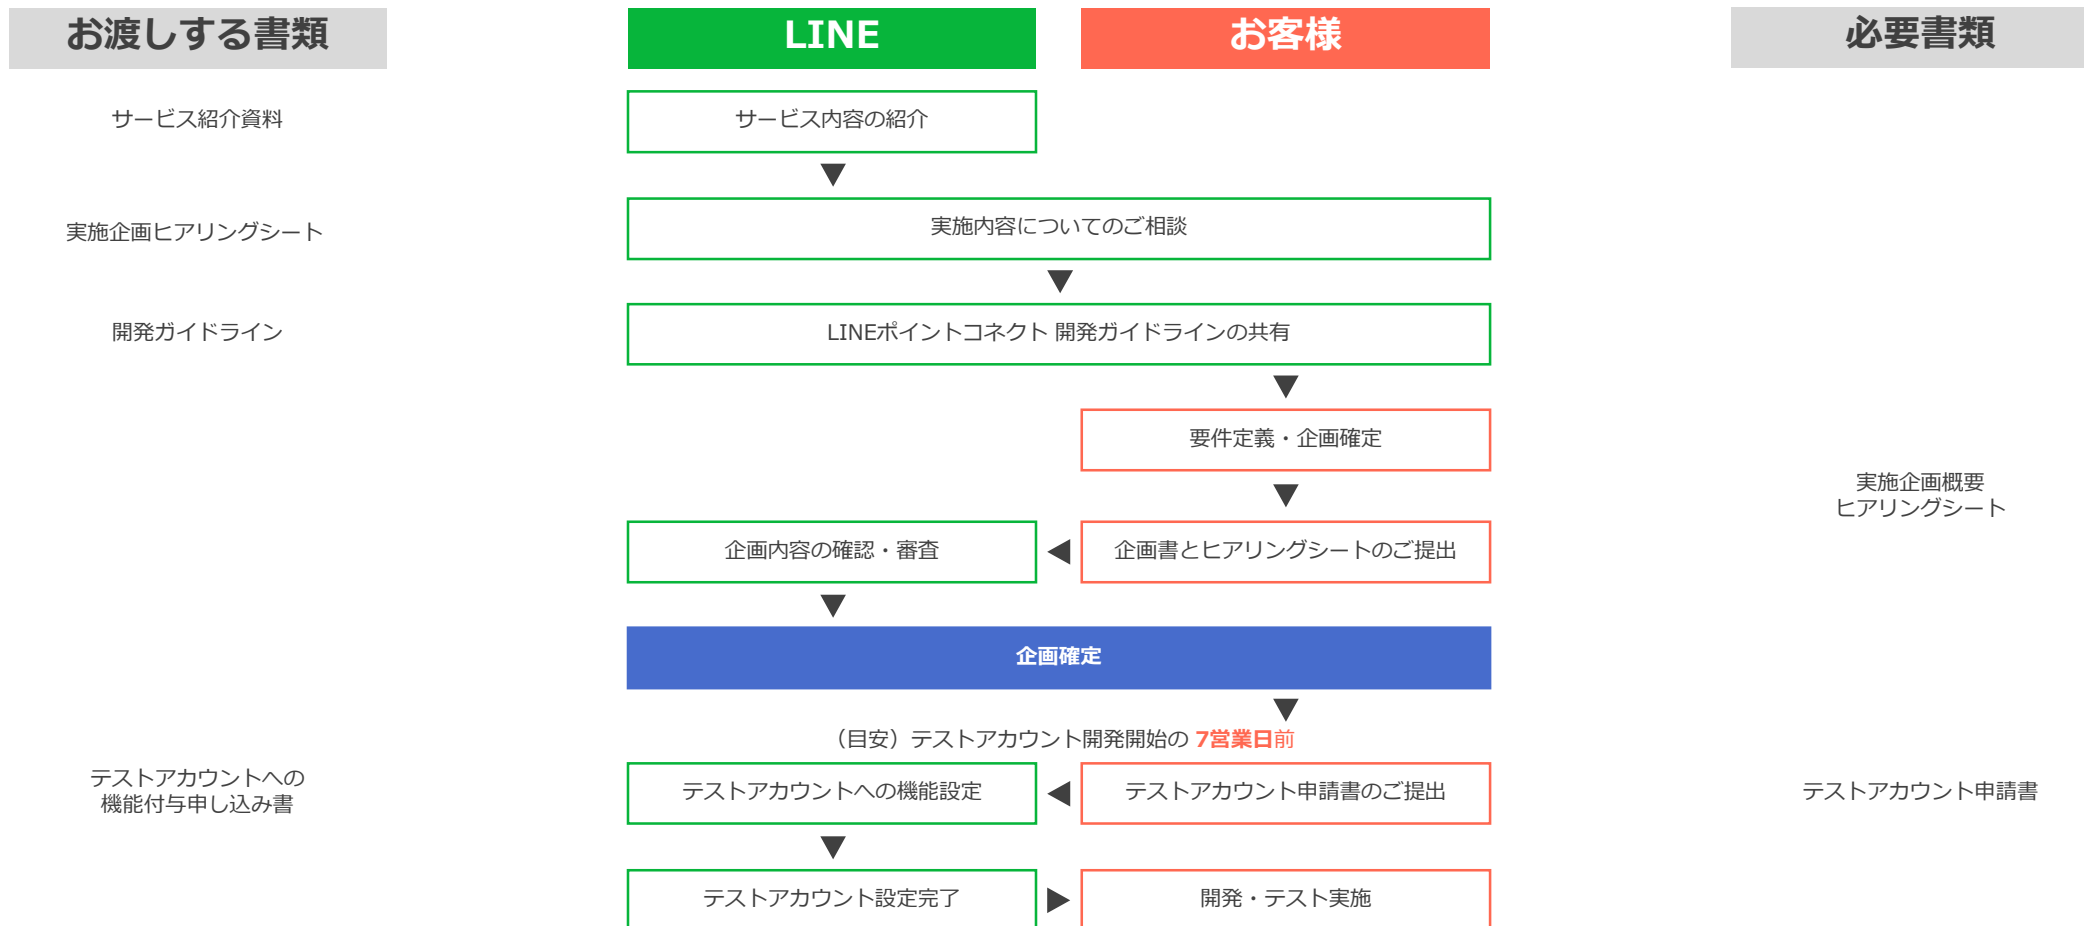 お渡しする書類
LINE
お客様
必要書類
サービス紹介資料
サービス内容の紹介
実施企画ヒアリングシート
実施内容についてのご相談
開発ガイドライン
LINEポイントコネクト 開発ガイドラインの共有
要件定義・企画確定
実施企画概要
ヒアリングシート
企画内容の確認・審査
企画書とヒアリングシートのご提出
企画確定
（目安）テストアカウント開発開始の 7営業日前
テストアカウントへの
機能付与申し込み書
テストアカウントへの機能設定
テストアカウント申請書のご提出
テストアカウント申請書
テストアカウント設定完了
開発・テスト実施